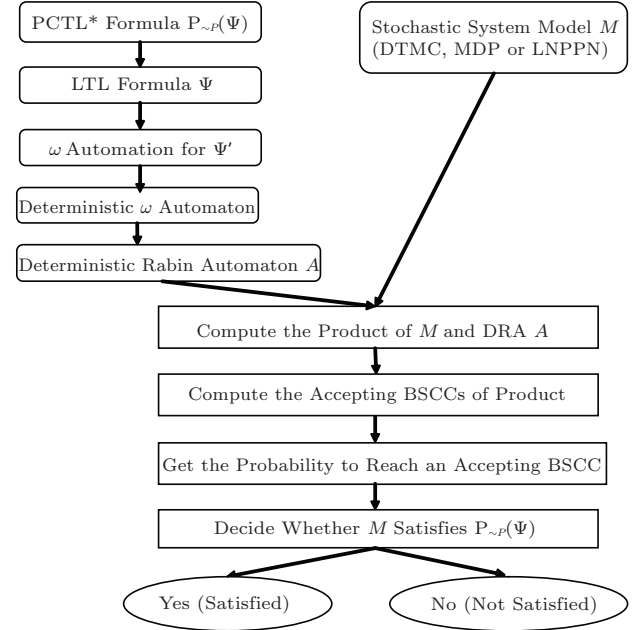 PCTL* Formula P~P(Ψ)
Stochastic System Model M
(DTMC, MDP or LNPPN)
LTL Formula Ψ
ω Automation for Ψ′
Deterministic ω Automaton
Deterministic Rabin Automaton A
Compute the Product of M and DRA A
Compute the Accepting BSCCs of Product
Get the Probability to Reach an Accepting BSCC
Decide Whether M Satisfies P~P(Ψ)
Yes (Satisfied)
No (Not Satisfied)